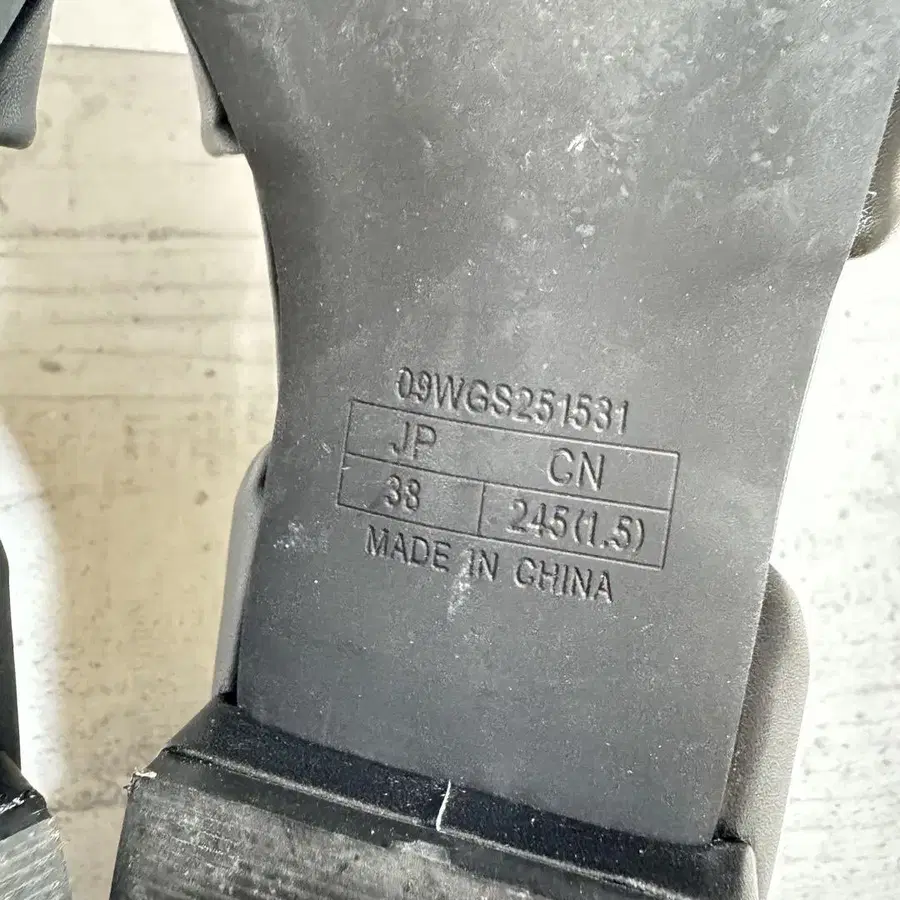 09WGS251531
JP CN
38 245(1.5)
MADE IN CHINA